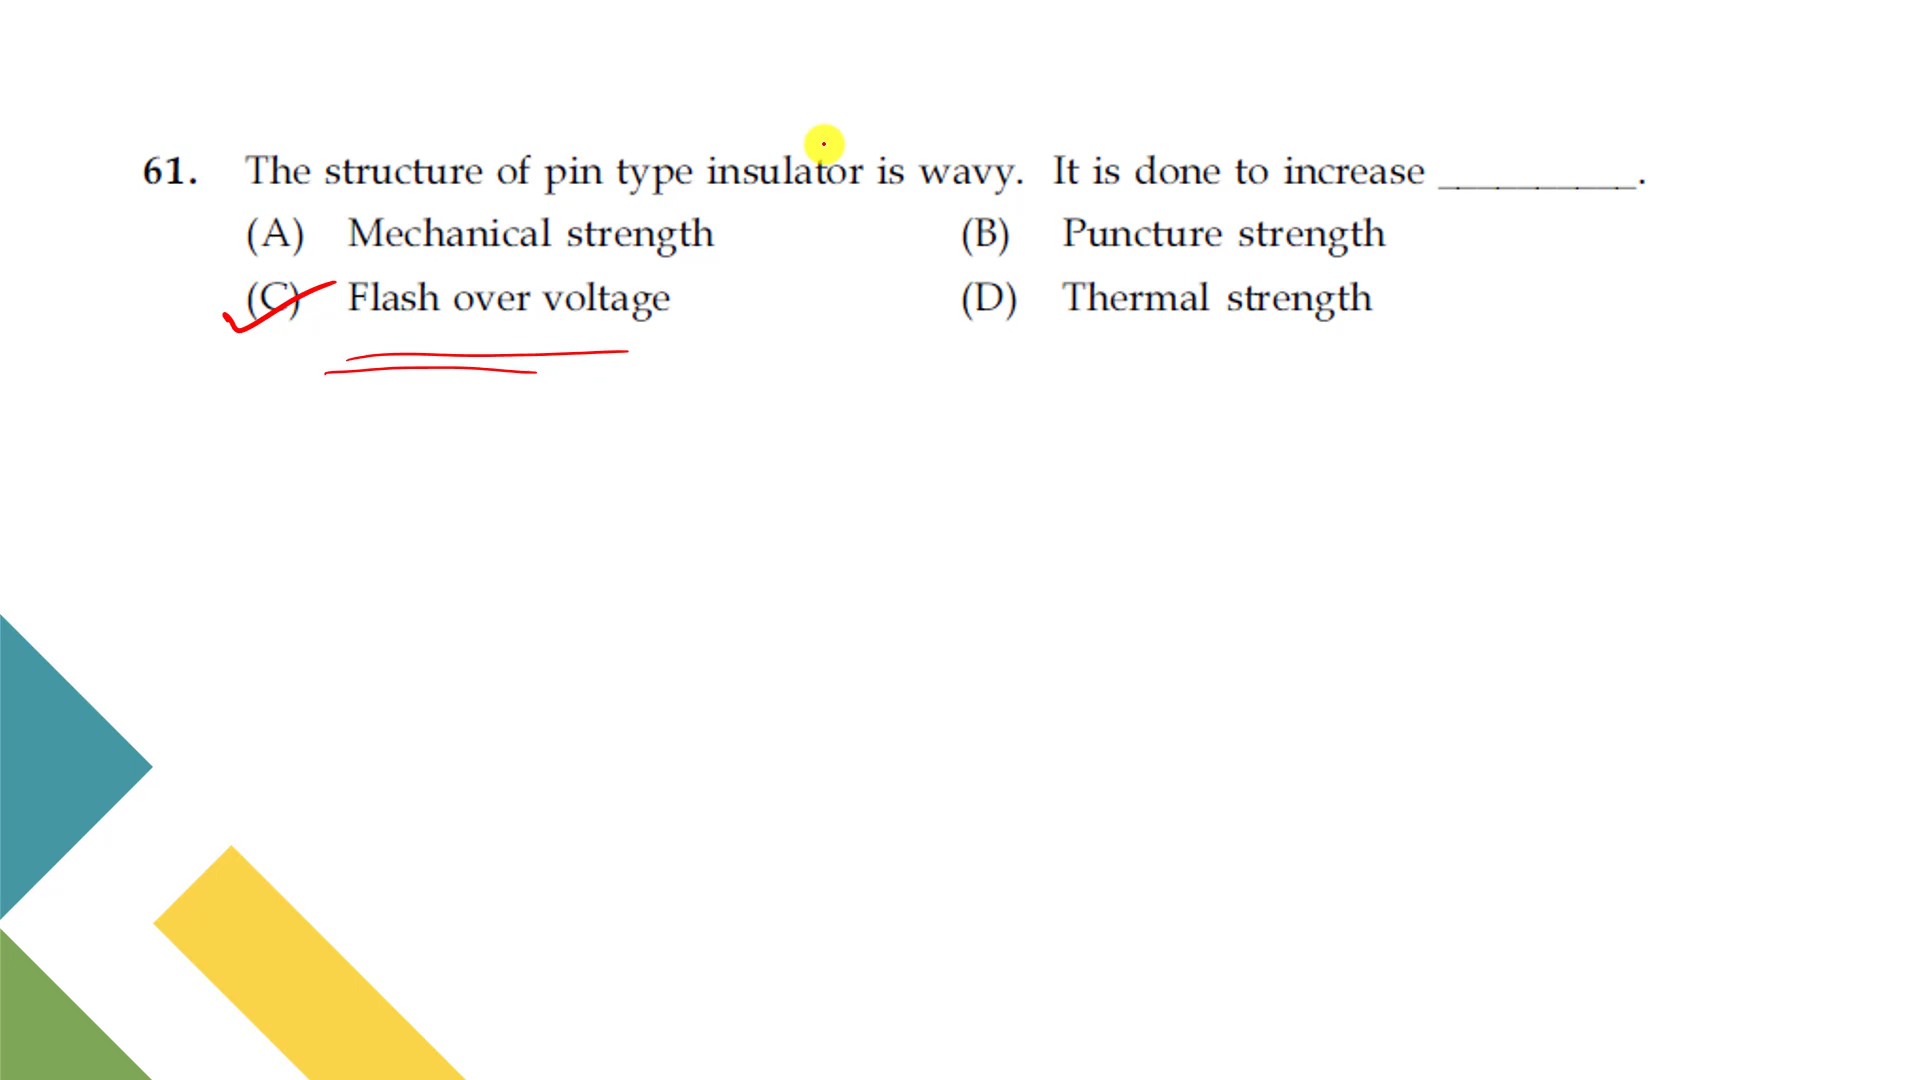 61. The structure of pin type insulator is wavy. It is done to increase __________.
(A) Mechanical strength (B) Puncture strength
(C) Flash over voltage (D) Thermal strength